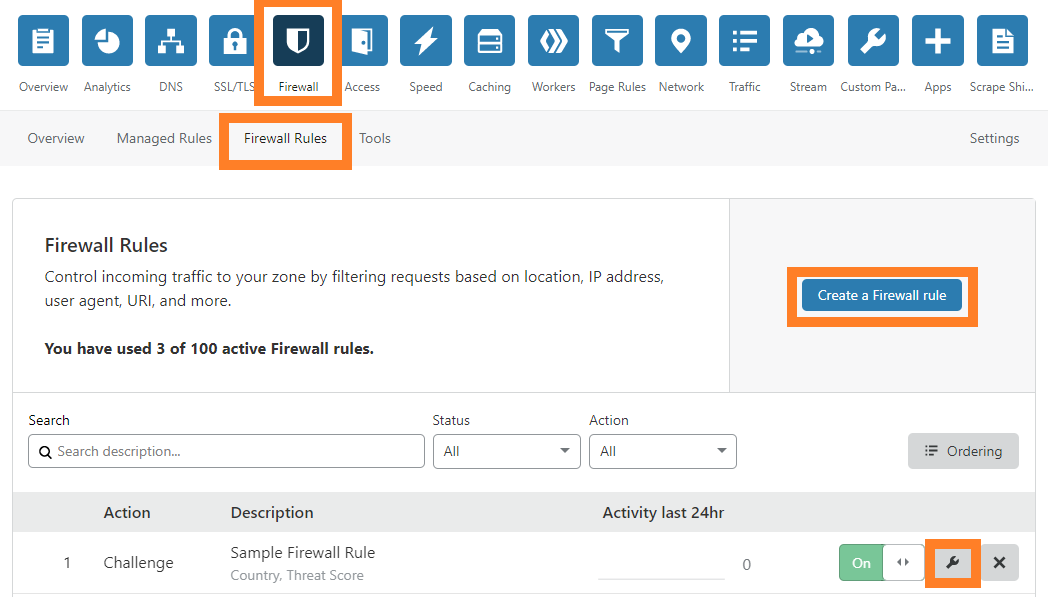 Overview Analytics DNS SSL/TLS Firewall Access Speed Caching Workers Page Rules Network Traffic Stream Custom Pa... Apps Scrape Shi...
Overview Managed Rules Firewall Rules Tools Settings
Firewall Rules
Control incoming traffic to your zone by filtering requests based on location, IP address,
user agent, URI, and more.
You have used 3 of 100 active Firewall rules.
Create a Firewall rule
Search Status Action
Search description... All All Ordering
Action Description Activity last 24hr
1 Challenge Sample Firewall Rule 0 On
Country, Threat Score